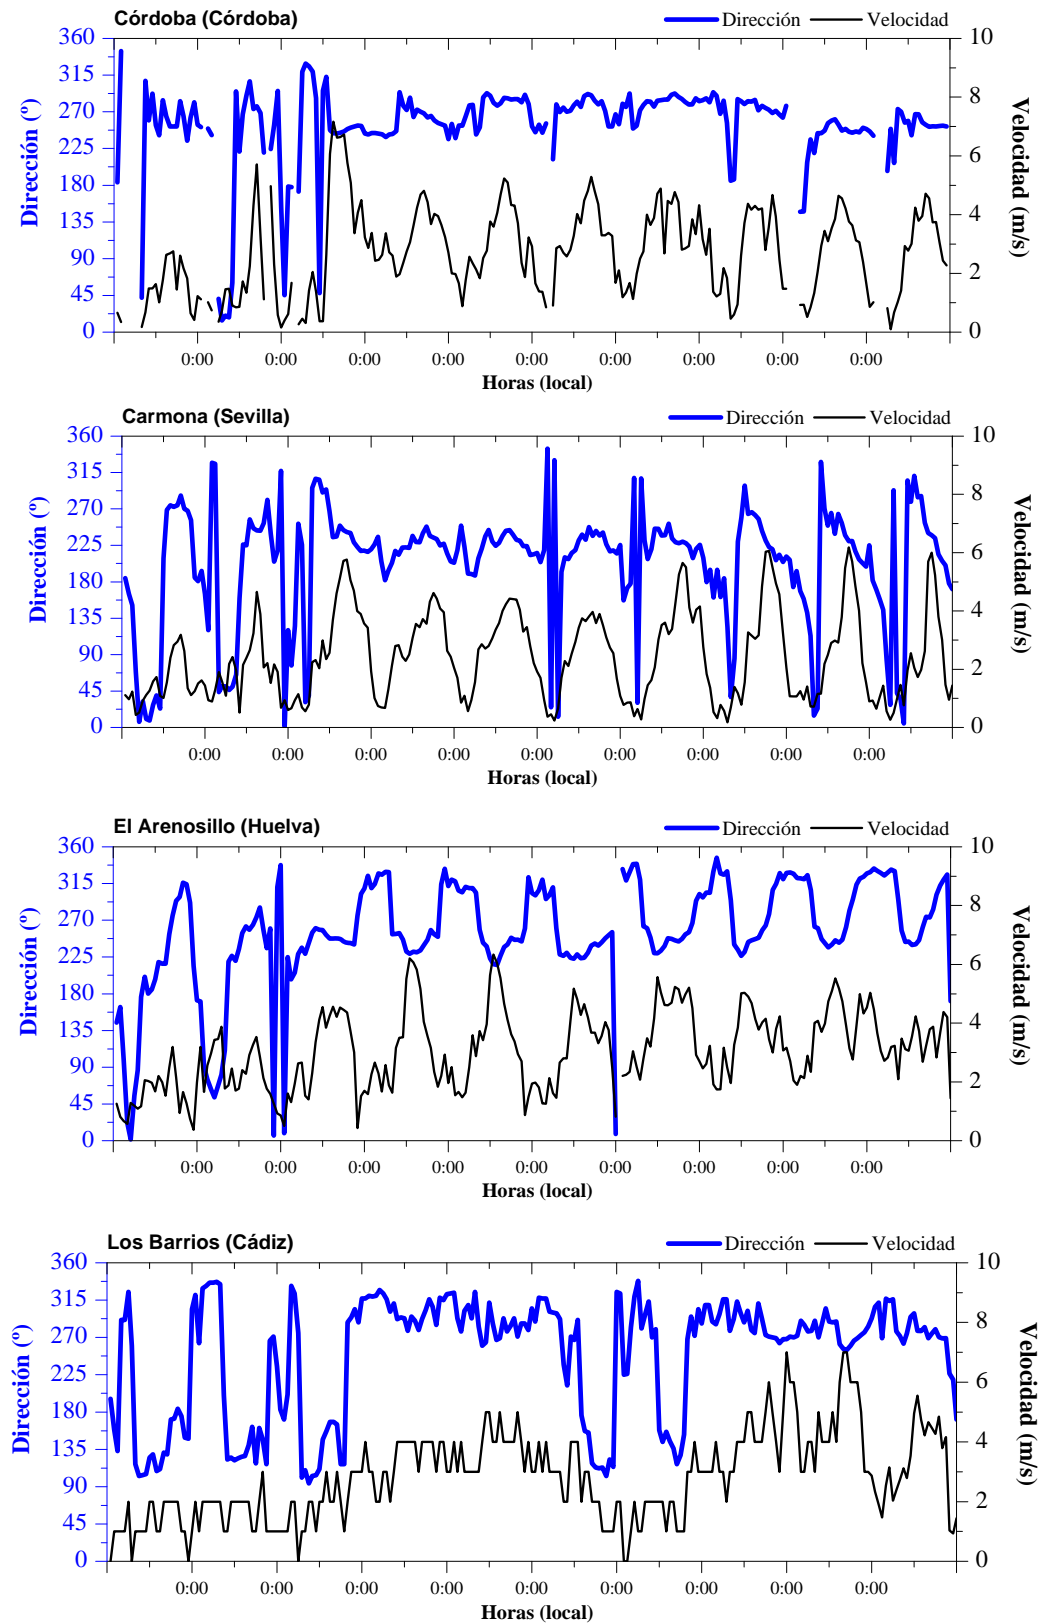 Córdoba (Córdoba) Dirección Velocidad
360 315 270 225 180 135 90 45 0
Dirección (º)
10 8 6 4 2 0
Velocidad (m/s)
0:00 0:00 0:00 0:00 0:00 0:00 0:00 0:00 0:00
Horas (local)
Carmona (Sevilla) Dirección Velocidad
360 315 270 225 180 135 90 45 0
Dirección (º)
10 8 6 4 2 0
Velocidad (m/s)
0:00 0:00 0:00 0:00 0:00 0:00 0:00 0:00 0:00
Horas (local)
El Arenosillo (Huelva) Dirección Velocidad
360 315 270 225 180 135 90 45 0
Dirección (º)
10 8 6 4 2 0
Velocidad (m/s)
0:00 0:00 0:00 0:00 0:00 0:00 0:00 0:00 0:00
Horas (local)
Los Barrios (Cádiz) Dirección Velocidad
360 315 270 225 180 135 90 45 0
Dirección (º)
10 8 6 4 2 0
Velocidad (m/s)
0:00 0:00 0:00 0:00 0:00 0:00 0:00 0:00 0:00
Horas (local)